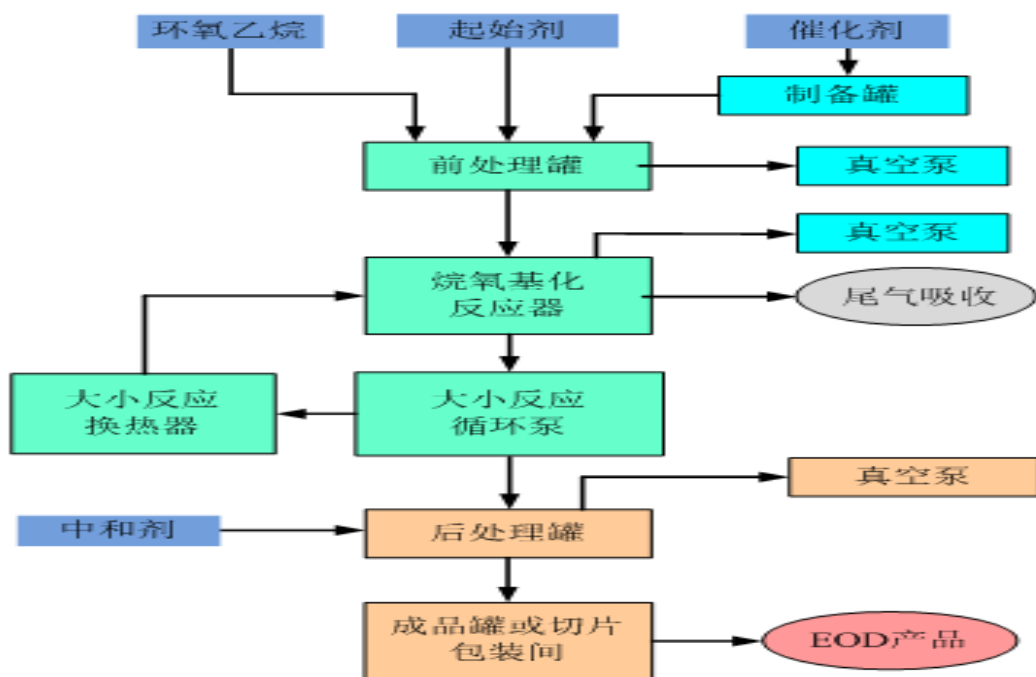 环氧乙烷
起始剂
催化剂
制备罐
前处理罐
真空泵
真空泵
烷氧基化
反应器
尾气吸收
大小反应
换热器
大小反应
循环泵
真空泵
中和剂
后处理罐
成品罐或切片
包装间
EOD产品